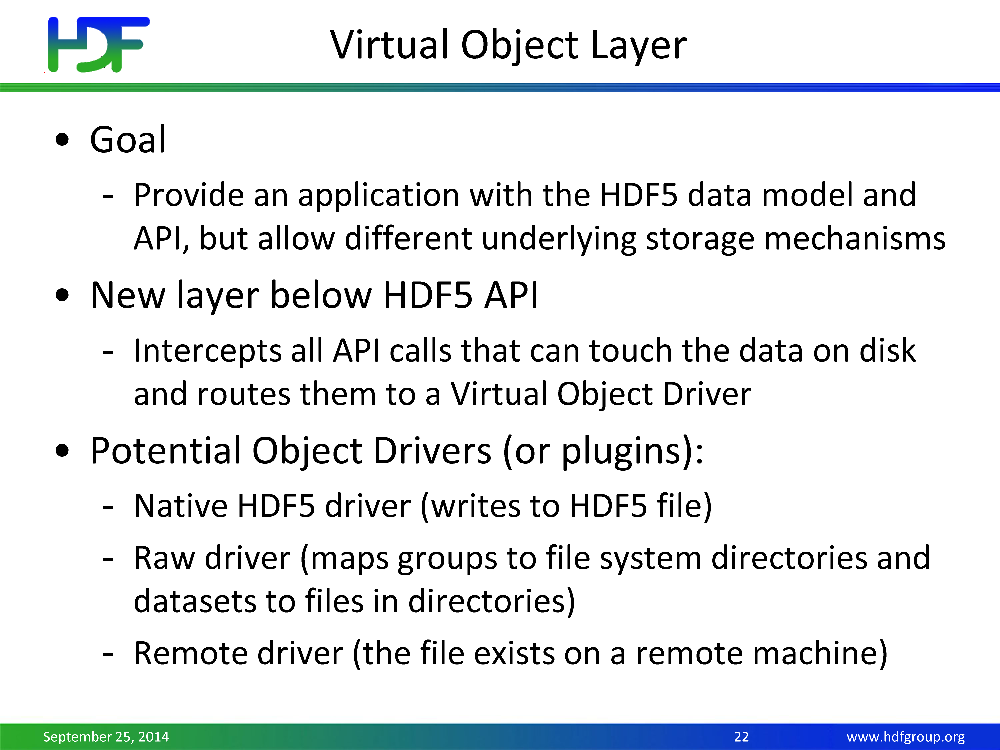 HDF
Virtual Object Layer
• Goal
- Provide an application with the HDF5 data model and
API, but allow different underlying storage mechanisms
• New layer below HDF5 API
- Intercepts all API calls that can touch the data on disk
and routes them to a Virtual Object Driver
• Potential Object Drivers (or plugins):
- Native HDF5 driver (writes to HDF5 file)
- Raw driver (maps groups to file system directories and
datasets to files in directories)
- Remote driver (the file exists on a remote machine)
September 25, 2014
22
www.hdfgroup.org